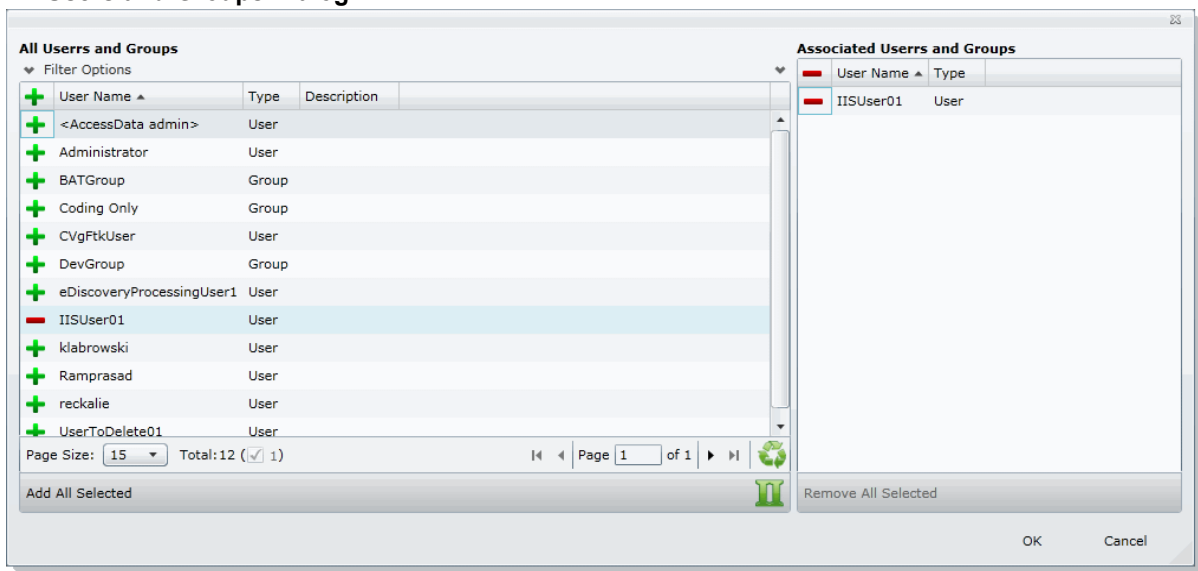 All Userrs and Groups
Filter Options
User Name Type Description
<AccessData admin> User
Administrator User
BATGroup Group
Coding Only Group
CVgFtkUser User
DevGroup Group
eDiscoveryProcessingUser1 User
IISUser01 User
klabrowski User
Ramprasad User
reckalie User
UserToDelete01 User
Page Size: 15 Total:12 (✓ 1) Page 1 of 1
Add All Selected
Associated Userrs and Groups
User Name Type
IISUser01 User
Remove All Selected
OK Cancel